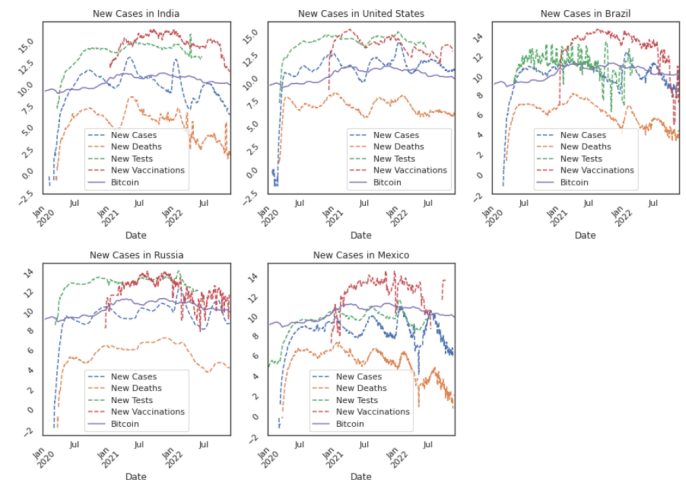 New Cases in India
15.0
12.5
10.0
7.5
5.0
2.5
0.0
−2.5
New Cases
New Deaths
New Tests
New Vaccinations
Bitcoin
Jan
2020
Jul
Jan
2021
Jul
Jan
2022
Jul
Date
New Cases in United States
15.0
12.5
10.0
7.5
5.0
2.5
0.0
−2.5
New Cases
New Deaths
New Tests
New Vaccinations
Bitcoin
Jan
2020
Jul
Jan
2021
Jul
Jan
2022
Jul
Date
New Cases in Brazil
14
12
10
8
6
4
2
0
−2
New Cases
New Deaths
New Tests
New Vaccinations
Bitcoin
Jan
2020
Jul
Jan
2021
Jul
Jan
2022
Jul
Date
New Cases in Russia
14
12
10
8
6
4
2
0
−2
New Cases
New Deaths
New Tests
New Vaccinations
Bitcoin
Jan
2020
Jul
Jan
2021
Jul
Jan
2022
Jul
Date
New Cases in Mexico
14
12
10
8
6
4
2
0
−2
New Cases
New Deaths
New Tests
New Vaccinations
Bitcoin
Jan
2020
Jul
Jan
2021
Jul
Jan
2022
Jul
Date